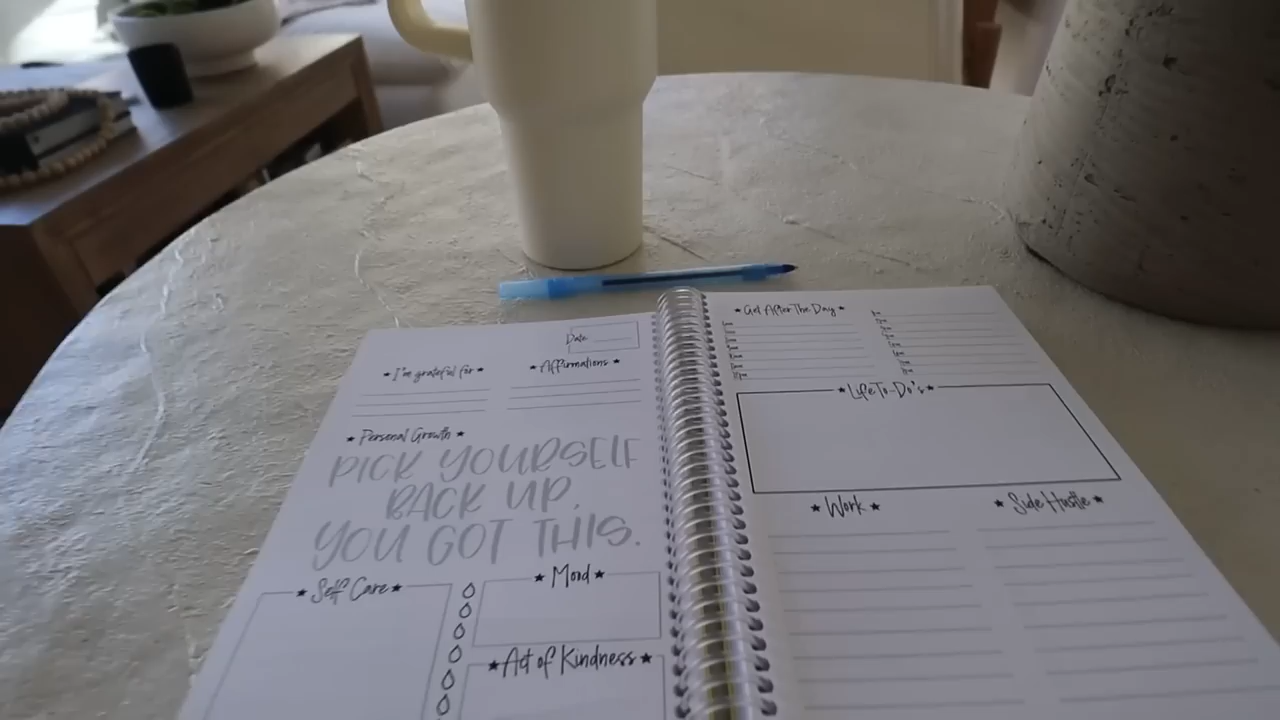 Date
★ I'm grateful for ★
★ Affirmations ★
★ Personal Growth ★
PICK YOURSELF
BACK UP,
YOU GOT THIS.
★ Self Care ★
★ Mood ★
★ Act of Kindness ★
★ Get After The Day ★
★ Life To-Do's ★
★ Work ★
★ Side Hustle ★